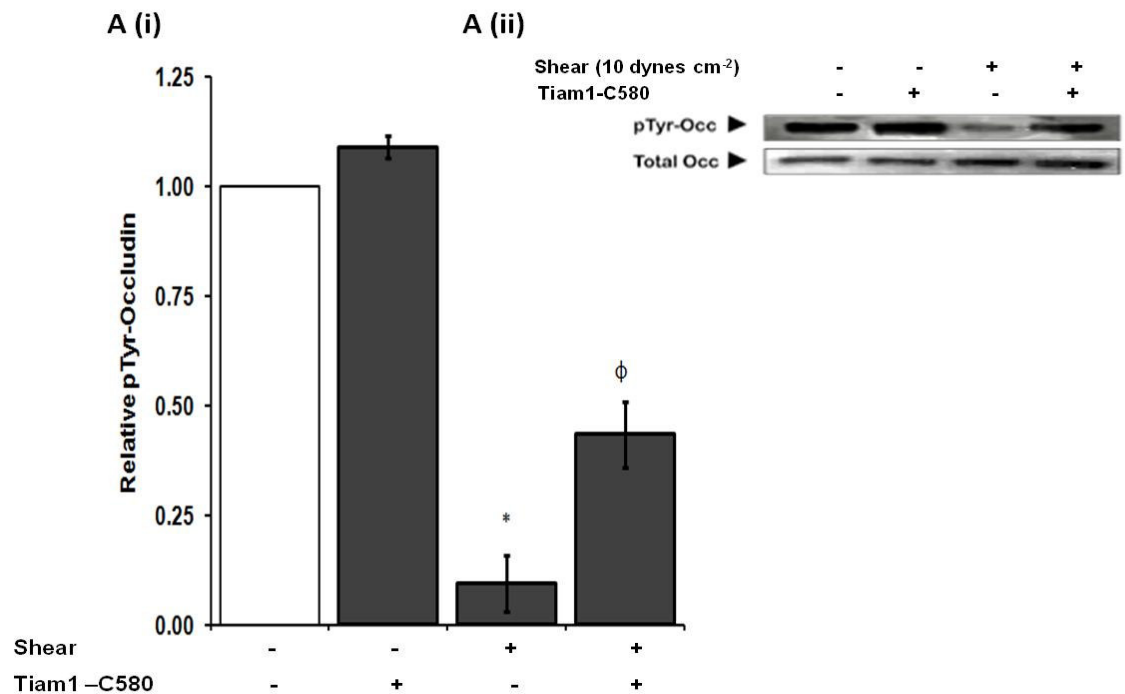 A (i)
A (ii)
Shear (10 dynes cm-2) - - + +
Tiam1-C580 - + - +
pTyr-Occ ►
Total Occ ►
Relative pTyr-Occludin
1.25
1.00
0.75
0.50
0.25
0.00
*
ϕ
Shear - - + +
Tiam1 –C580 - + - +